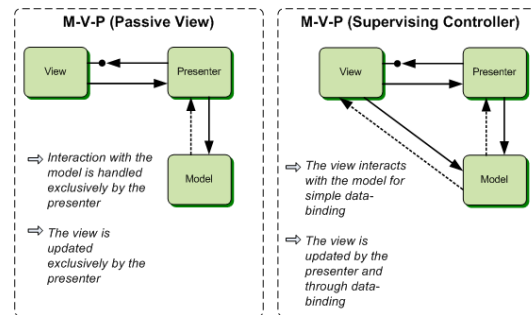 M-V-P (Passive View)
View
Presenter
Model
Interaction with the
model is handled
exclusively by the
presenter
The view is
updated
exclusively by the
presenter
M-V-P (Supervising Controller)
View
Presenter
Model
The view interacts
with the model for
simple data-
binding
The view is
updated by the
presenter and
through data-
binding